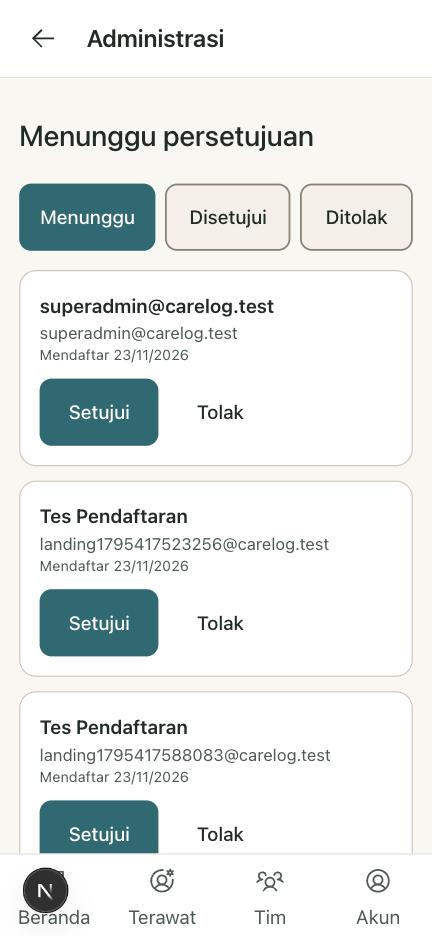 Administrasi
Menunggu persetujuan
Menunggu
Disetujui
Ditolak
superadmin@carelog.test
superadmin@carelog.test
Mendaftar 23/11/2026
Setujui
Tolak
Tes Pendaftaran
landing1795417523256@carelog.test
Mendaftar 23/11/2026
Setujui
Tolak
Tes Pendaftaran
landing1795417588083@carelog.test
Mendaftar 23/11/2026
Setujui
Tolak
N
Beranda
Terawat
Tim
Akun